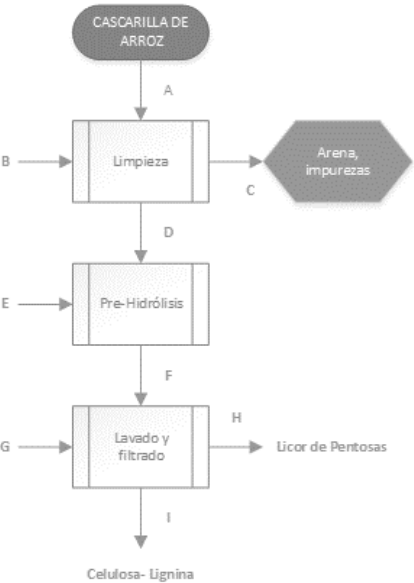 CASCARILLA DE
ARROZ
A
B
Limpieza
Arena,
impurezas
C
D
E
Pre-Hidrólisis
F
H
G
Lavado y
filtrado
Licor de Pentosas
I
Celulosa- Lignina